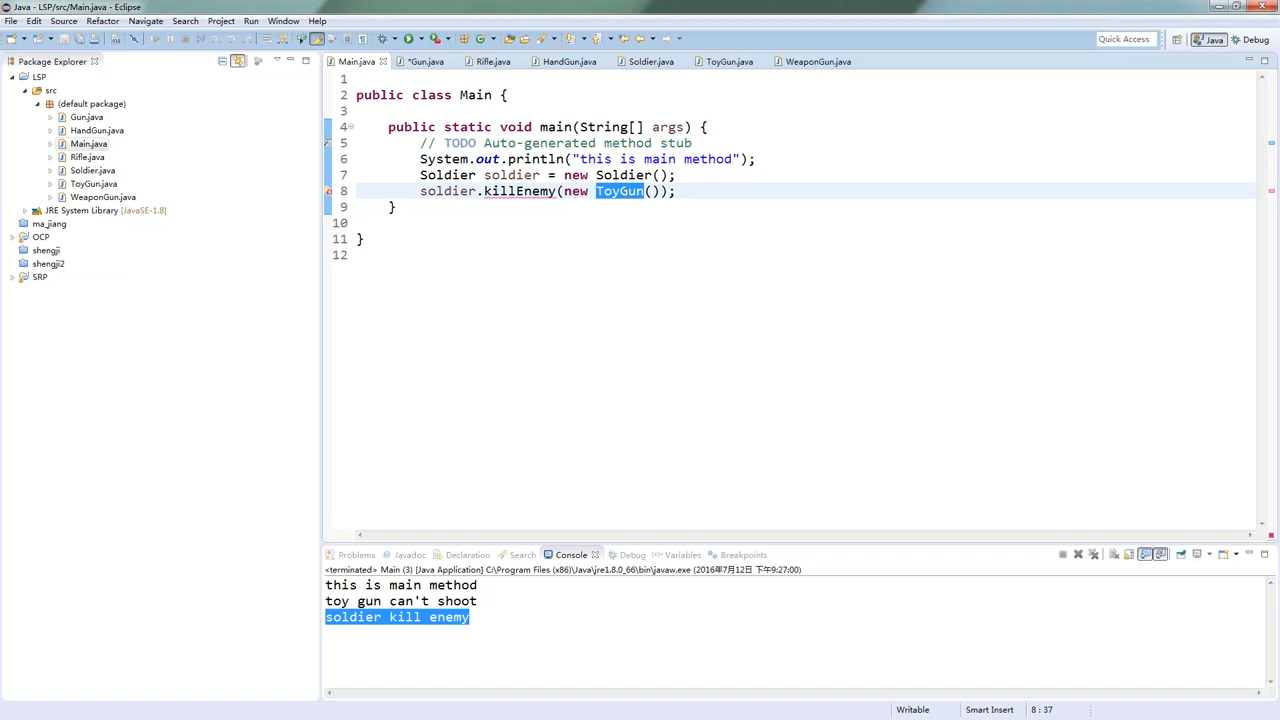 Java - LSP/src/Main.java - Eclipse
File Edit Source Refactor Navigate Search Project Run Window Help
Quick Access Java Debug
Package Explorer
LSP
src
(default package)
Gun.java
HandGun.java
Main.java
Rifle.java
Soldier.java
ToyGun.java
WeaponGun.java
JRE System Library [JavaSE-1.8]
ma_jiang
OCP
shengji
shengji2
SRP
Main.java *Gun.java Rifle.java HandGun.java Soldier.java ToyGun.java WeaponGun.java
1
2 public class Main {
3
4 public static void main(String[] args) {
5 // TODO Auto-generated method stub
6 System.out.println("this is main method");
7 Soldier soldier = new Soldier();
8 soldier.killEnemy(new ToyGun());
9 }
10
11 }
12
Problems Javadoc Declaration Search Console Debug Variables Breakpoints
<terminated> Main (3) [Java Application] C:\Program Files (x86)\Java\jre1.8.0_66\bin\javaw.exe (2016年7月12日 下午9:27:00)
this is main method
toy gun can't shoot
soldier kill enemy
Writable Smart Insert 8 : 37